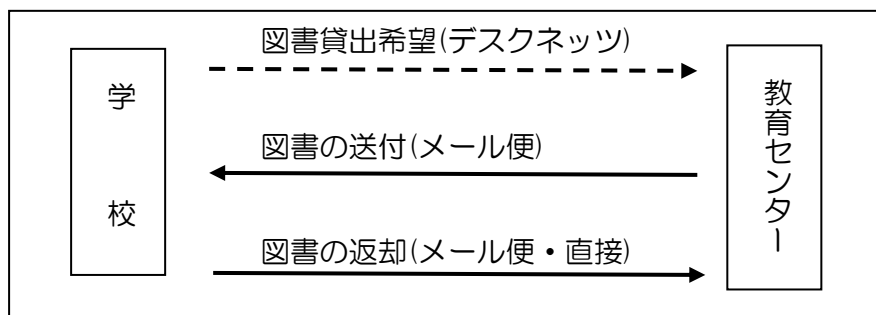 学校
図書貸出希望(デスクネッツ)
図書の送付(メール便)
図書の返却(メール便・直接)
教育センター